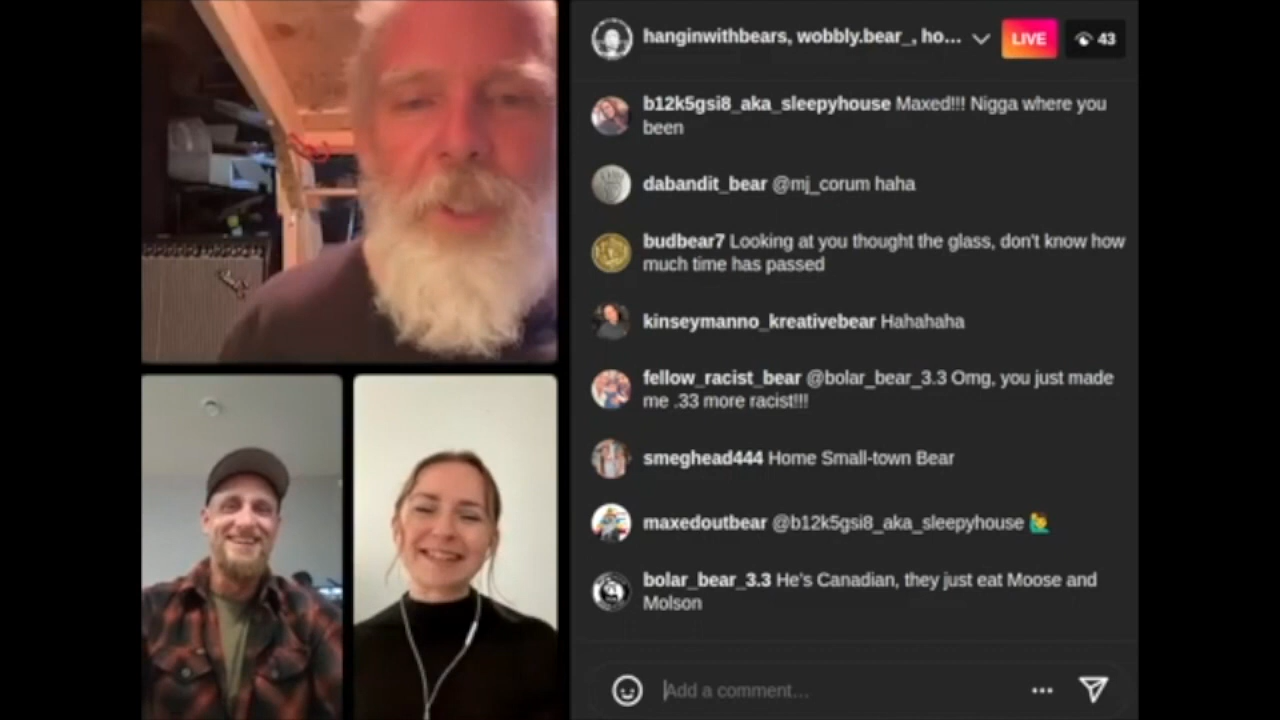 hanginwithbears, wobbly.bear_, ho...
LIVE
43
b12k5gsi8_aka_sleepyhouse Maxed!!! Nigga where you
been
dabandit_bear @mj_corum haha
budbear7 Looking at you thought the glass, don't know how
much time has passed
kinseymanno_kreativebear Hahahaha
fellow_racist_bear @bolar_bear_3.3 Omg, you just made
me .33 more racist!!!
smeghead444 Home Small-town Bear
maxedoutbear @b12k5gsi8_aka_sleepyhouse 🙋‍♂️
bolar_bear_3.3 He's Canadian, they just eat Moose and
Molson
Add a comment...